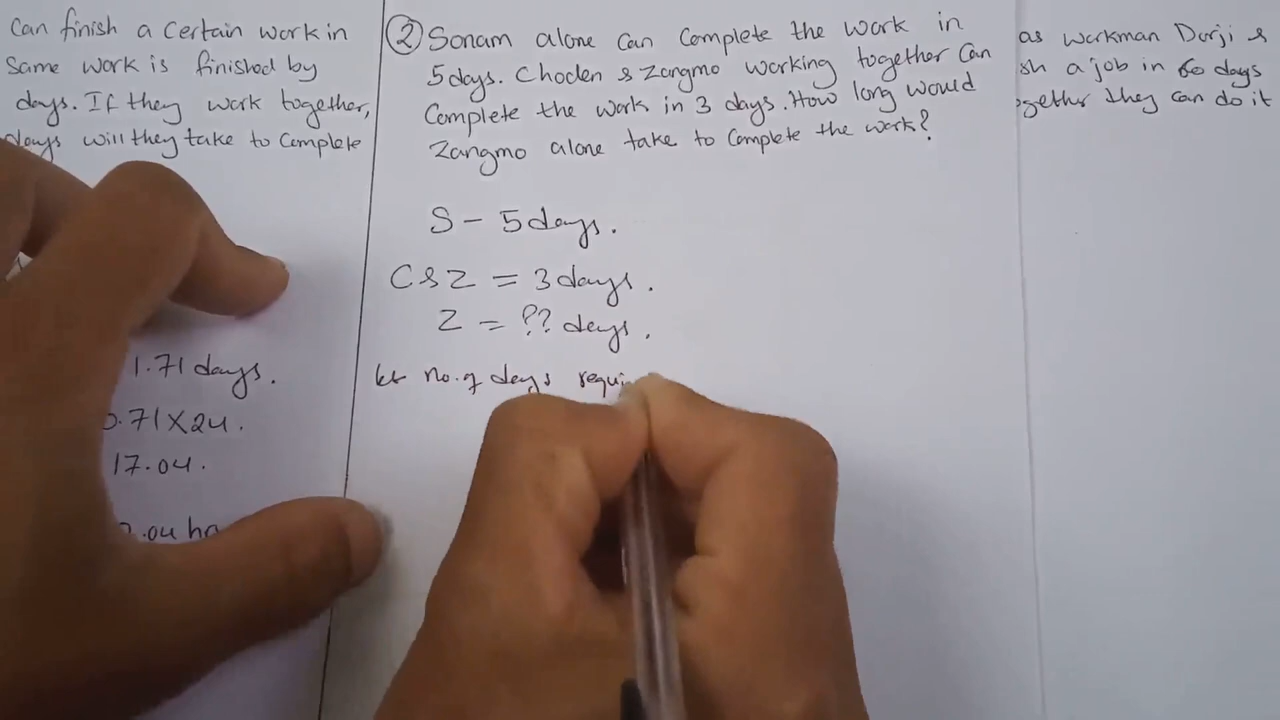 Can finish a certain work in
Same work is finished by
days. If they work together,
days will they take to Complete
1.71 days.
0.71 X 24.
17.04.
.04 hr
② Sonam alone Can Complete the work in
5 days. Choden & Zangmo working together Can
Complete the work in 3 days. How long would
Zangmo alone take to Complete the work?
S - 5 days.
C & Z = 3 days.
Z = ?? days.
let no. of days requi
as workman Dorji &
sh a job in 60 days
ogether they can do it